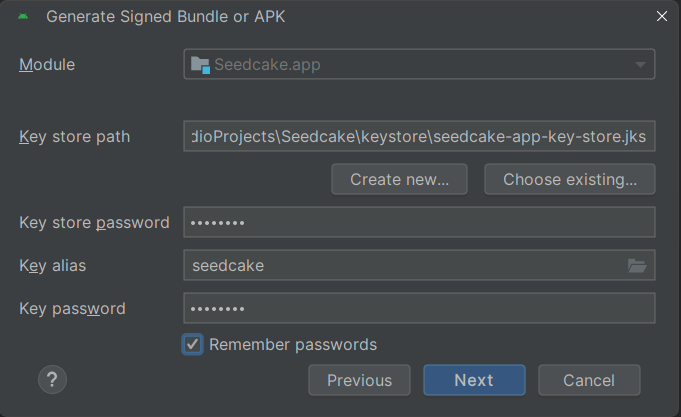 Generate Signed Bundle or APK
Module
Seedcake.app
Key store path
dioProjects\Seedcake\keystore\seedcake-app-key-store.jks
Create new...
Choose existing...
Key store password
••••••••
Key alias
seedcake
Key password
••••••••
Remember passwords
?
Previous
Next
Cancel